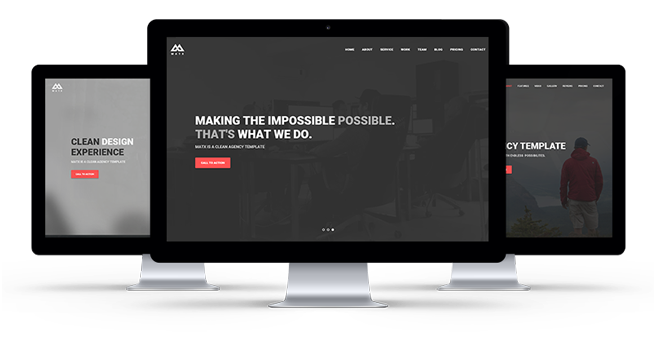 MATX
HOME ABOUT SERVICE WORK TEAM BLOG PRICING CONTACT
MAKING THE IMPOSSIBLE POSSIBLE.
THAT'S WHAT WE DO.
MATX IS A CLEAN AGENCY TEMPLATE
CALL TO ACTION
MATX
CLEAN DESIGN
EXPERIENCE
MATX IS A CLEAN AGENCY TEMPLATE
CALL TO ACTION
CONTACT
CY TEMPLATE